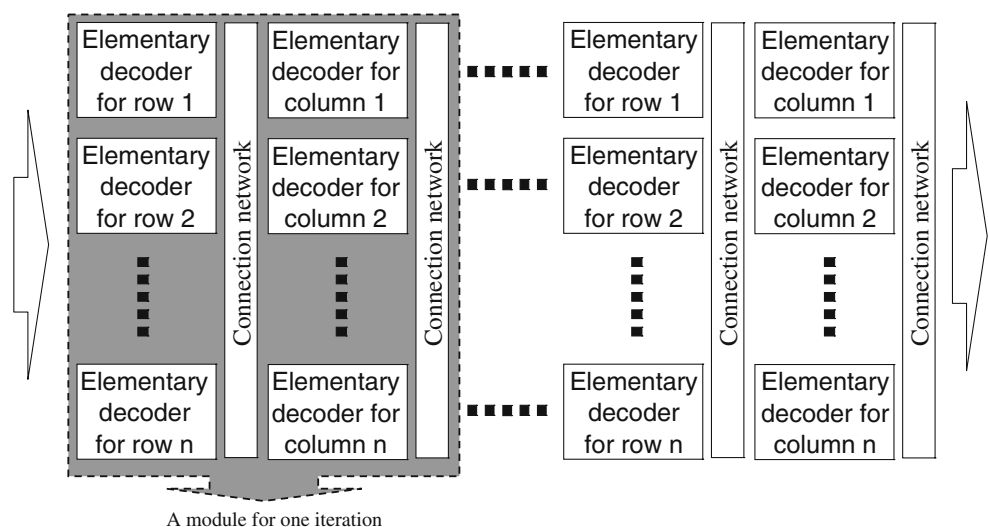 Elementary
decoder
for row 1
Elementary
decoder for
column 1
Elementary
decoder
for row 1
Elementary
decoder for
column 1
Elementary
decoder
for row 2
Elementary
decoder for
column 2
Elementary
decoder
for row 2
Elementary
decoder for
column 2
Connection network
Connection network
Connection network
Connection network
Elementary
decoder
for row n
Elementary
decoder for
column n
Elementary
decoder
for row n
Elementary
decoder for
column n
A module for one iteration